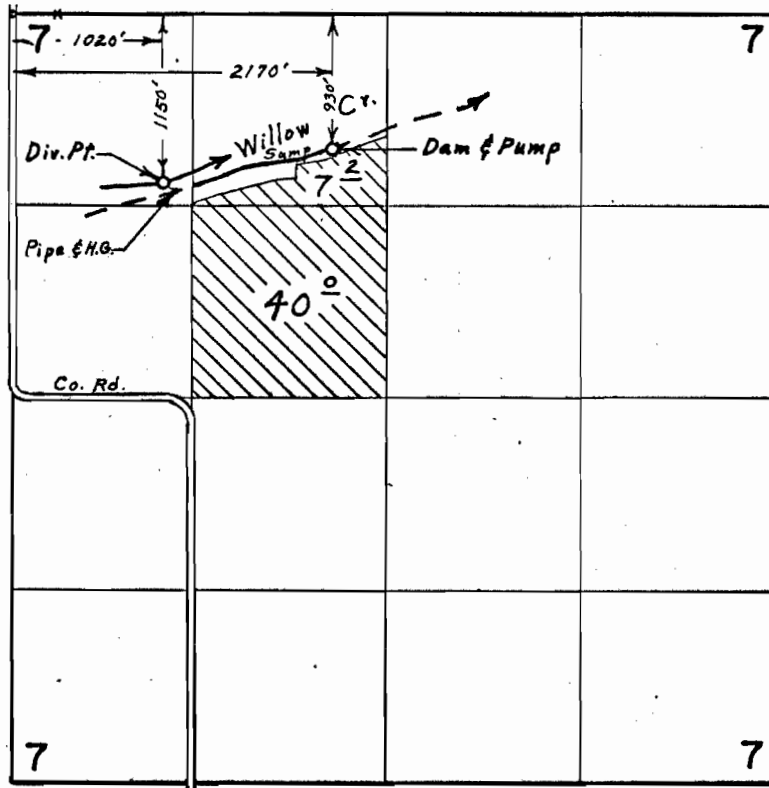 7 1020' 7
2170'
1150'
930'
Cr.
Willow
Sump
Div. Pt.
Dam & Pump
7 2
Pipe & H.G.
40 0
Co. Rd.
7 7